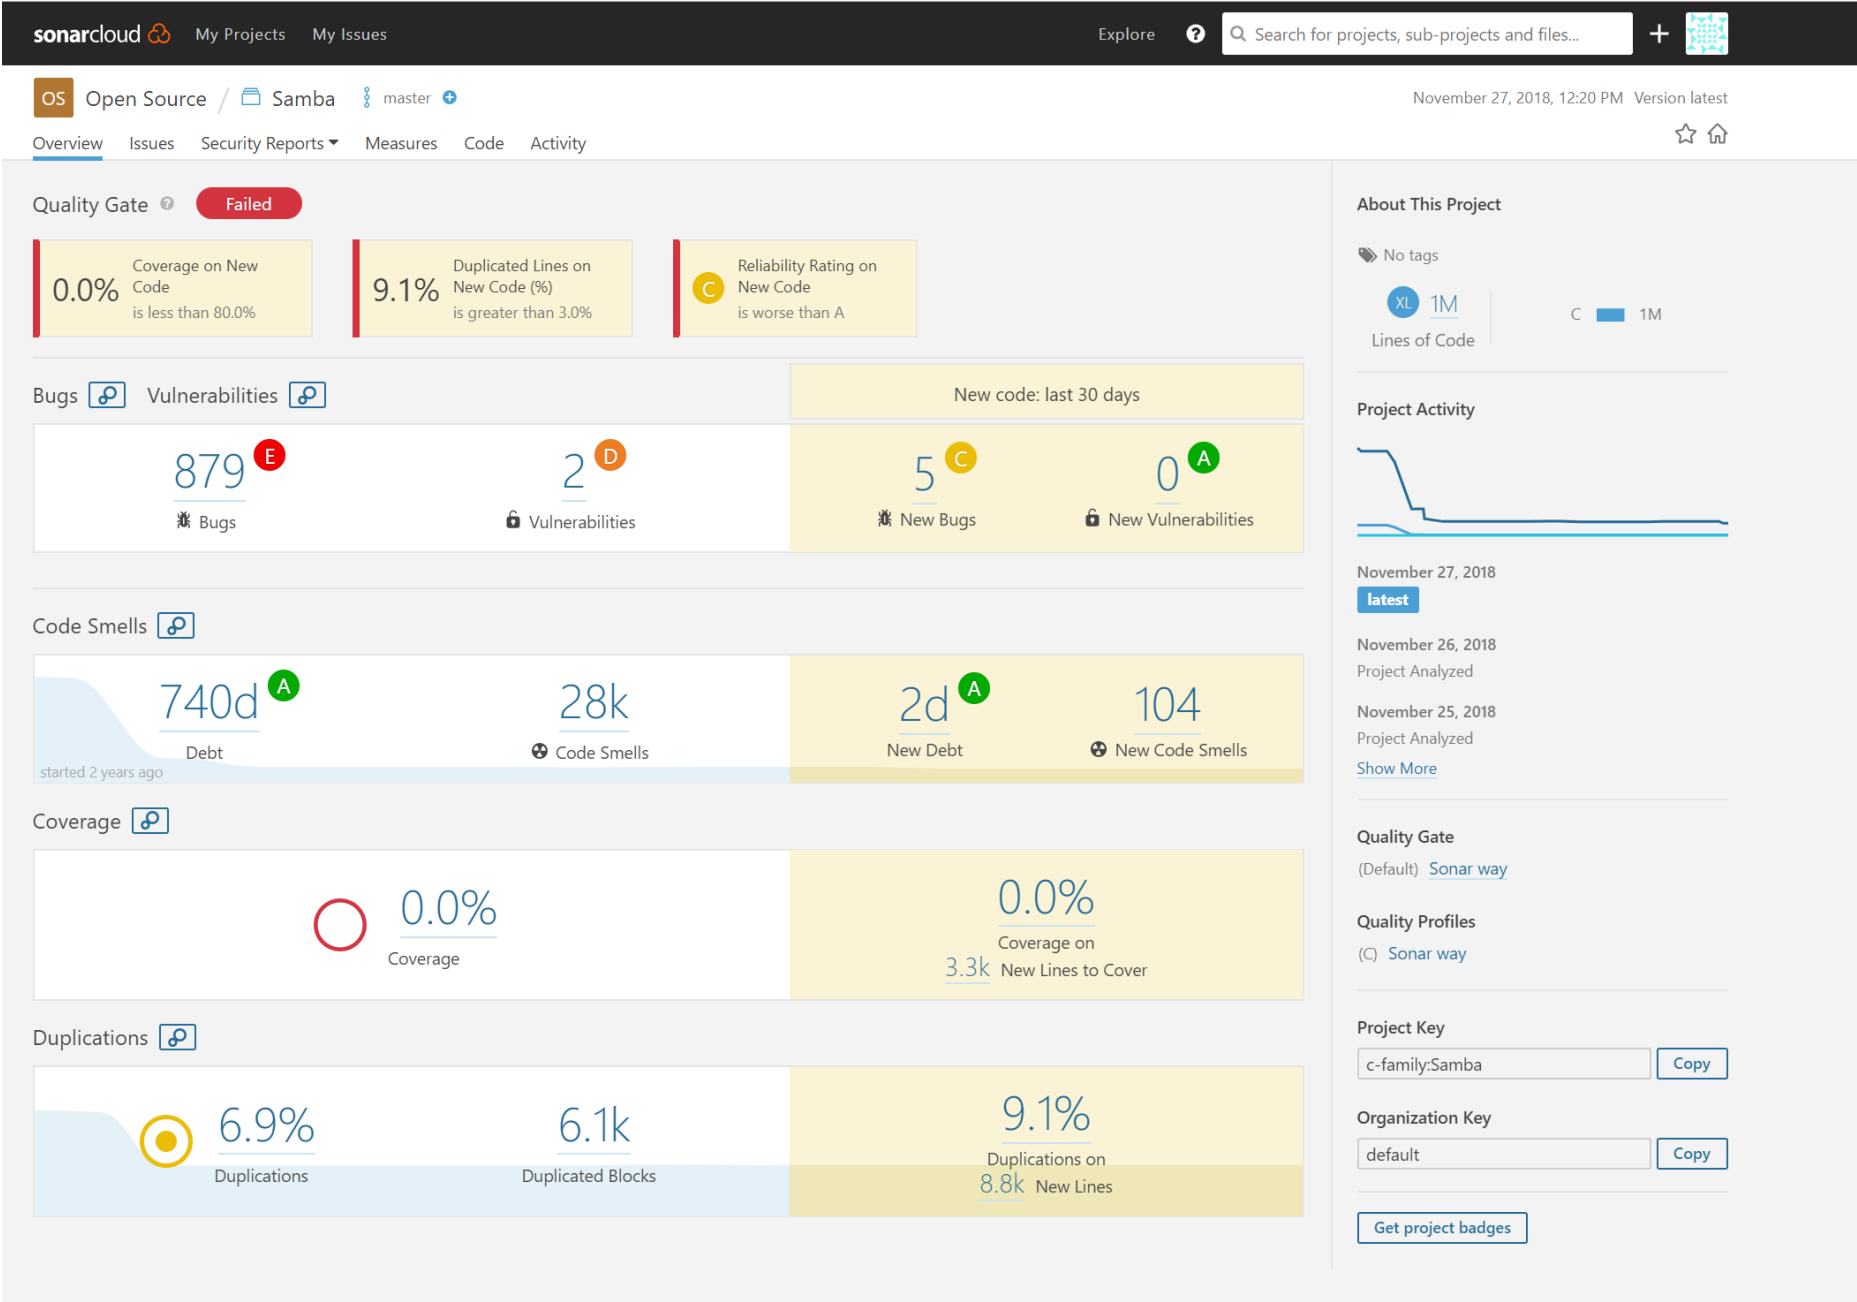 sonarcloud My Projects My Issues Explore ? Search for projects, sub-projects and files... +
OS Open Source / Samba master
November 27, 2018, 12:20 PM Version latest
Overview Issues Security Reports Measures Code Activity
Quality Gate ? Failed
0.0% Coverage on New
Code
is less than 80.0%
9.1% Duplicated Lines on
New Code (%)
is greater than 3.0%
C Reliability Rating on
New Code
is worse than A
Bugs Vulnerabilities
New code: last 30 days
879 E
Bugs
2 D
Vulnerabilities
5 C
New Bugs
0 A
New Vulnerabilities
Code Smells
740d A
Debt
started 2 years ago
28k
Code Smells
2d A
New Debt
104
New Code Smells
Coverage
0.0%
Coverage
0.0%
Coverage on
3.3k New Lines to Cover
Duplications
6.9%
Duplications
6.1k
Duplicated Blocks
9.1%
Duplications on
8.8k New Lines
About This Project
No tags
XL 1M
Lines of Code
C 1M
Project Activity
November 27, 2018
latest
November 26, 2018
Project Analyzed
November 25, 2018
Project Analyzed
Show More
Quality Gate
(Default) Sonar way
Quality Profiles
(C) Sonar way
Project Key
c-family:Samba Copy
Organization Key
default Copy
Get project badges